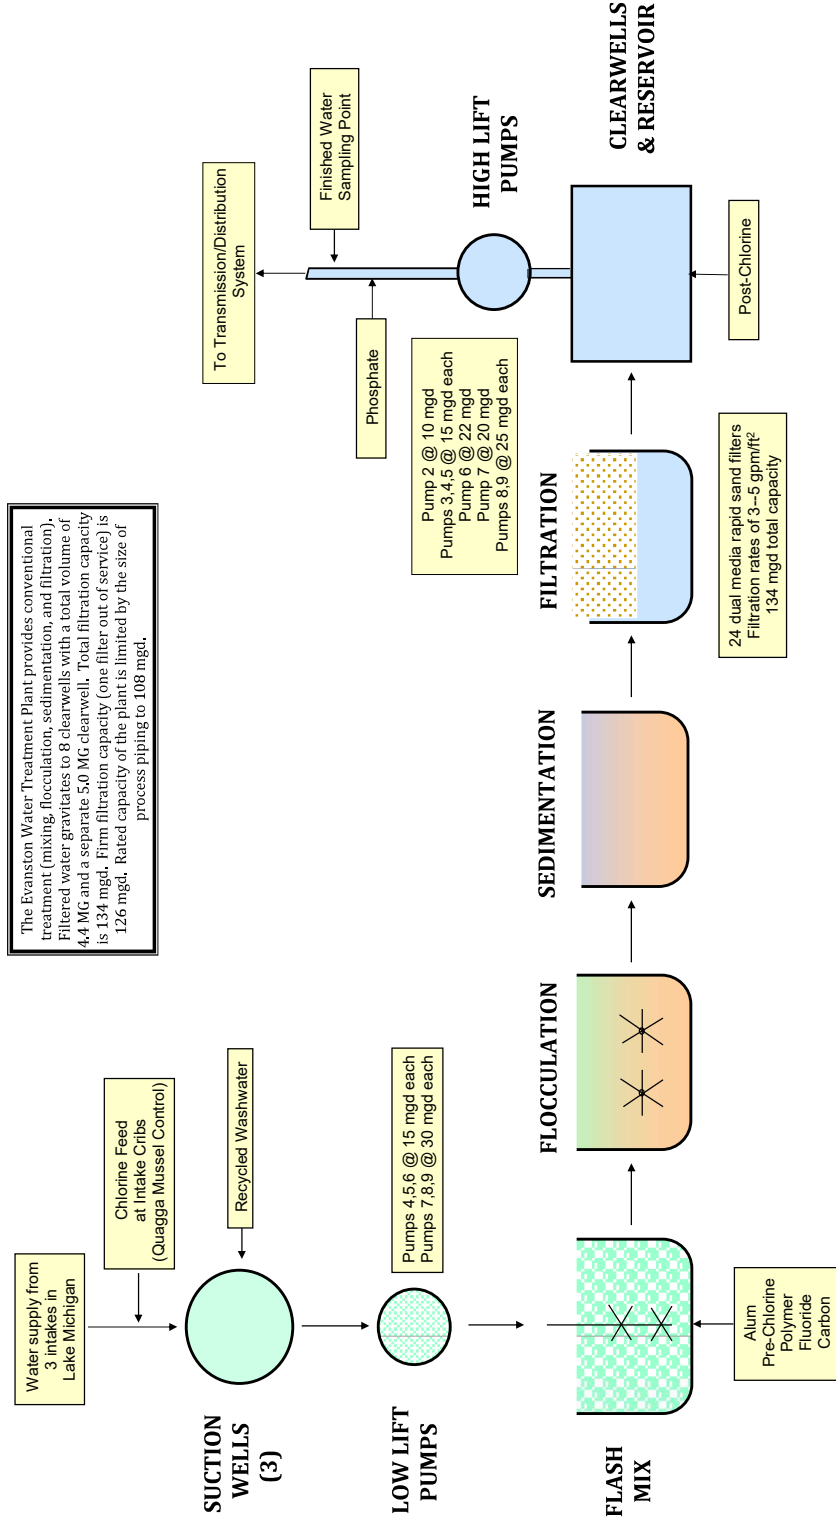 The Evanston Water Treatment Plant provides conventional
treatment (mixing, flocculation, sedimentation, and filtration).
Filtered water gravitates to 8 clearwells with a total volume of
4.4 MG and a separate 5.0 MG clearwell. Total filtration capacity
is 134 mgd. Firm filtration capacity (one filter out of service) is
126 mgd. Rated capacity of the plant is limited by the size of
process piping to 108 mgd.
Water supply from
3 intakes in
Lake Michigan
Chlorine Feed
at Intake Cribs
(Quagga Mussel Control)
SUCTION
WELLS
(3)
Recycled Washwater
LOW LIFT
PUMPS
Pumps 4,5,6 @ 15 mgd each
Pumps 7,8,9 @ 30 mgd each
FLASH
MIX
Alum
Pre-Chlorine
Polymer
Fluoride
Carbon
FLOCCULATION
SEDIMENTATION
FILTRATION
24 dual media rapid sand filters
Filtration rates of 3--5 gpm/ft²
134 mgd total capacity
CLEARWELLS
& RESERVOIR
Post-Chlorine
HIGH LIFT
PUMPS
Pump 2 @ 10 mgd
Pumps 3,4,5 @ 15 mgd each
Pump 6 @ 22 mgd
Pump 7 @ 20 mgd
Pumps 8,9 @ 25 mgd each
Phosphate
Finished Water
Sampling Point
To Transmission/Distribution
System